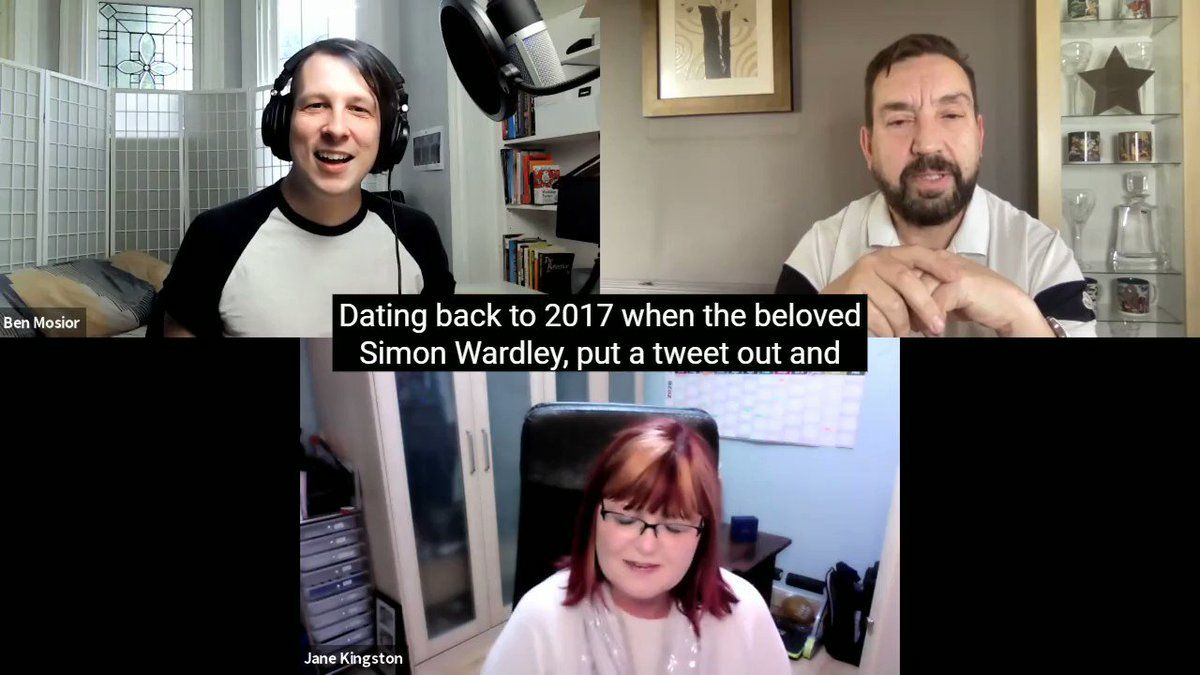 Ben Mosior
Dating back to 2017 when the beloved
Simon Wardley, put a tweet out and
Jane Kingston